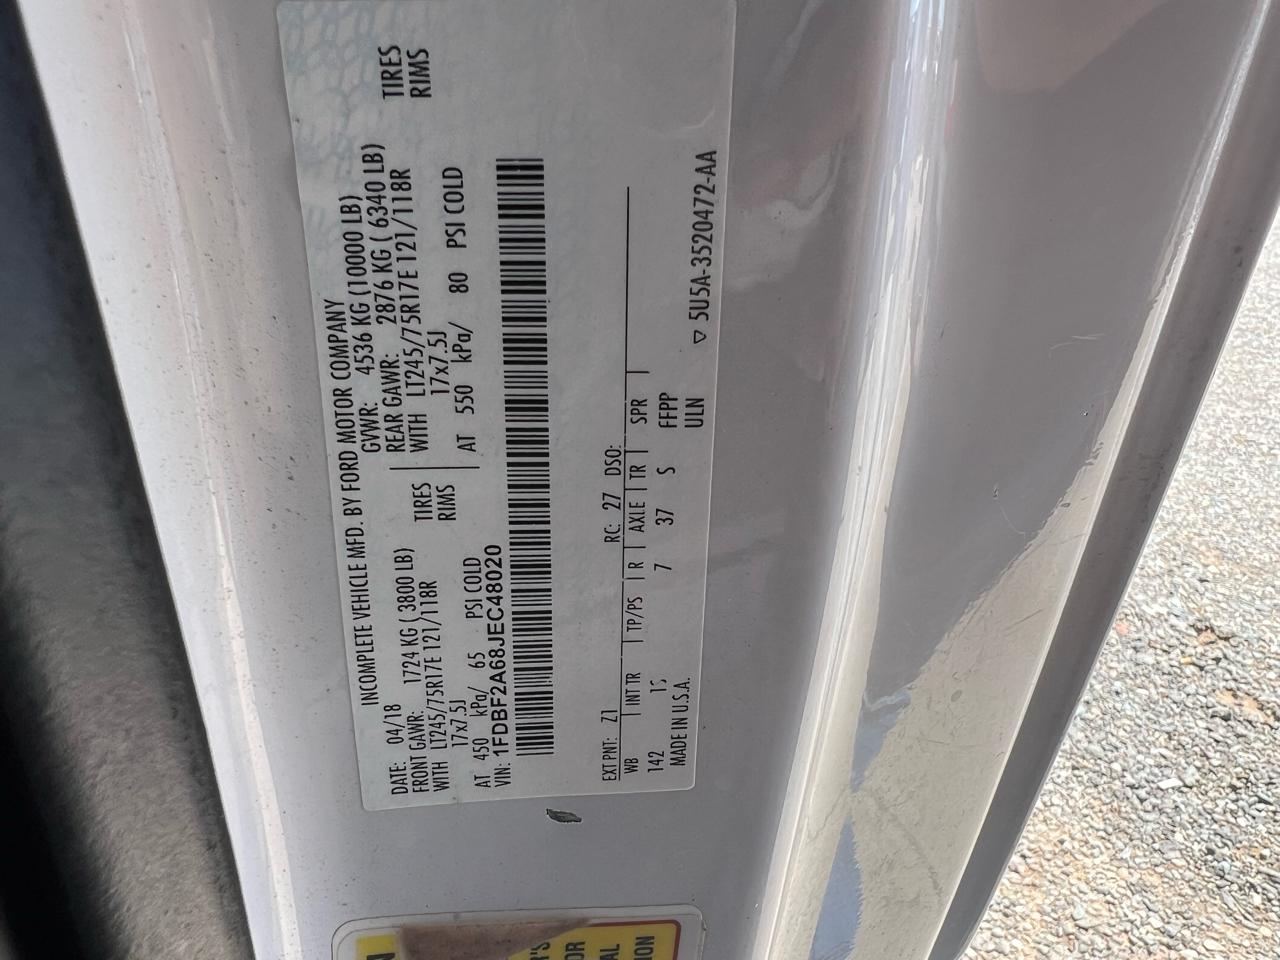 INCOMPLETE VEHICLE MFD. BY FORD MOTOR COMPANY
DATE: 04/18 GVWR: 4536 KG (10000 LB)
FRONT GAWR: 1724 KG ( 3800 LB) REAR GAWR: 2876 KG ( 6340 LB)
WITH LT245/75R17E 121/118R TIRES WITH LT245/75R17E 121/118R TIRES
17x7.5J RIMS 17x7.5J RIMS
AT 450 kPa/ 65 PSI COLD AT 550 kPa/ 80 PSI COLD
VIN: 1FDBF2A68JEC48020
EXT PNT: Z1 RC: 27 DSO:
WB INT TR TP/PS R AXLE TR SPR
142 1S 7 37 S FFPP
MADE IN U.S.A. ULN
▽ 5U5A-3520472-AA
N
R'S
OR
AL
ION